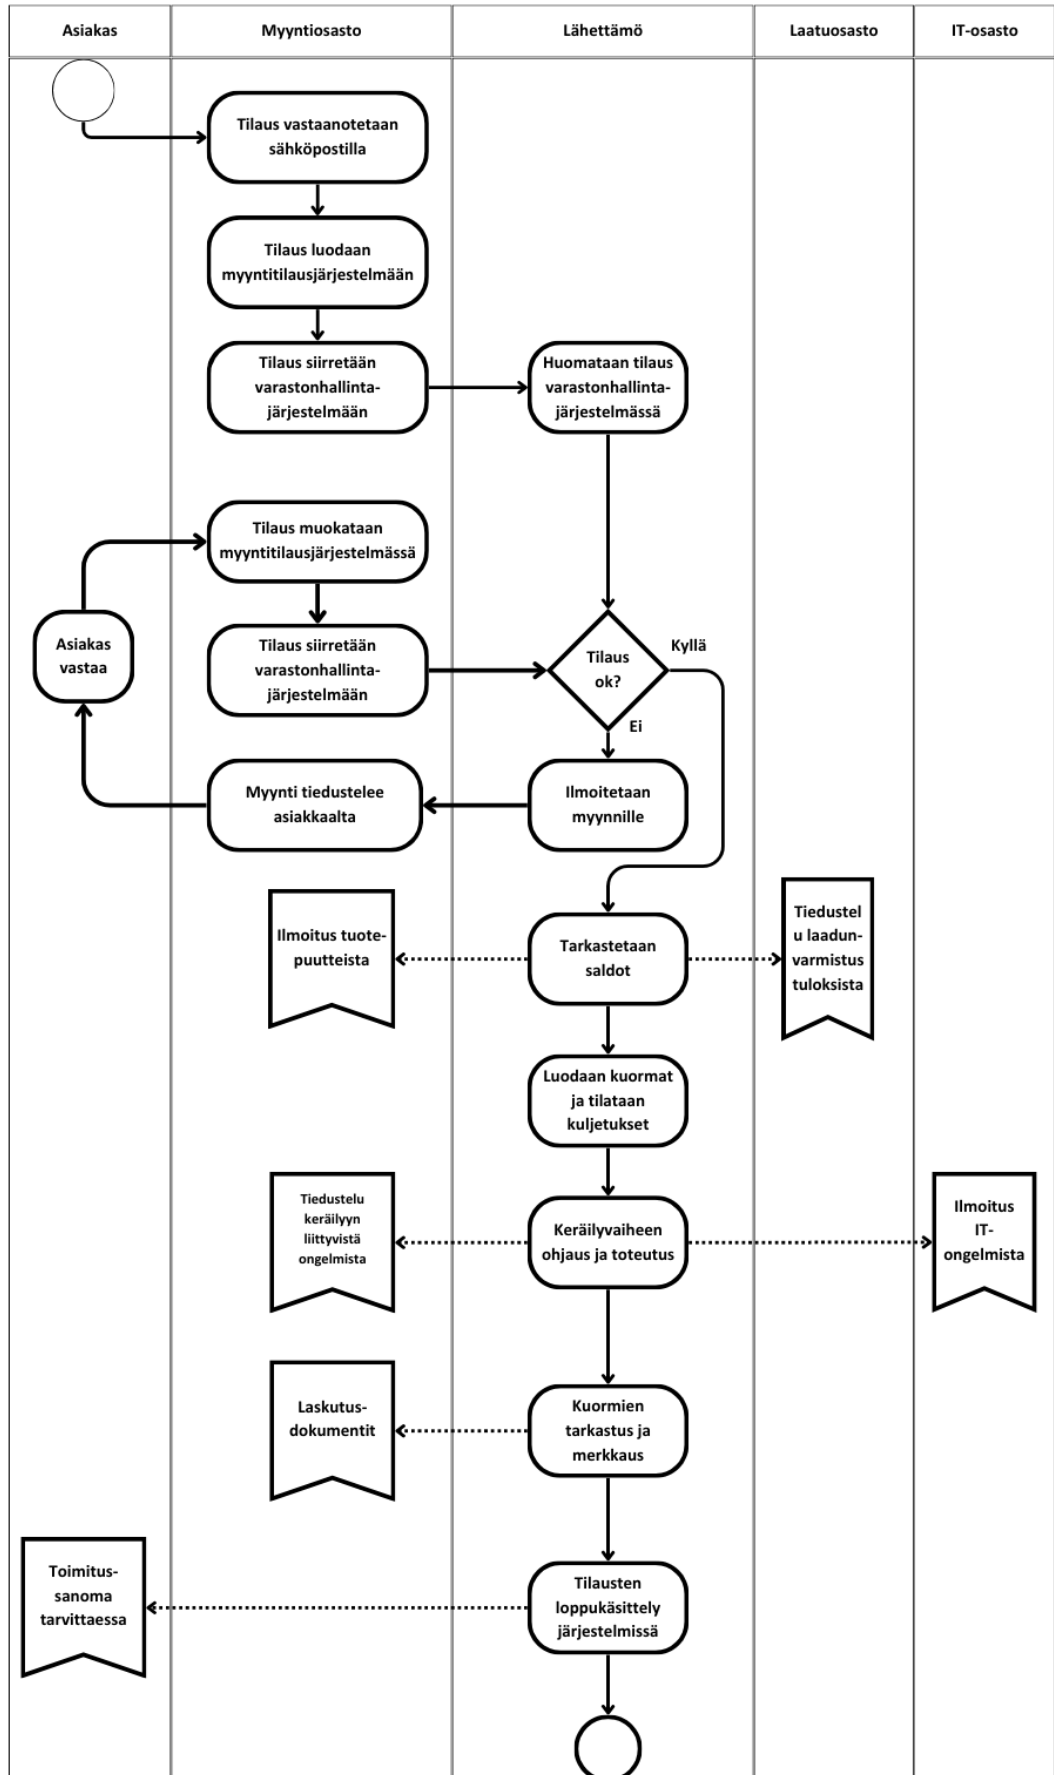 Asiakas
Myyntiosasto
Lähettämö
Laatuosasto
IT-osasto
Tilaus vastaanotetaan
sähköpostilla
Tilaus luodaan
myyntitilausjärjestelmään
Tilaus siirretään
varastonhallinta-
järjestelmään
Huomataan tilaus
varastonhallinta-
järjestelmässä
Tilaus muokataan
myyntitilausjärjestelmässä
Asiakas
vastaa
Tilaus siirretään
varastonhallinta-
järjestelmään
Tilaus
ok?
Kyllä
Ei
Myynti tiedustelee
asiakkaalta
Ilmoitetaan
myynnille
Ilmoitus tuote-
puutteista
Tarkastetaan
saldot
Tiedustel
u laadun-
varmistus
tuloksista
Luodaan kuormat
ja tilataan
kuljetukset
Tiedustelu
keräilyyn
liittyvistä
ongelmista
Keräilyvaiheen
ohjaus ja toteutus
Ilmoitus
IT-
ongelmista
Laskutus-
dokumentit
Kuormien
tarkastus ja
merkkaus
Toimitus-
sanoma
tarvittaessa
Tilausten
loppukäsittely
järjestelmissä